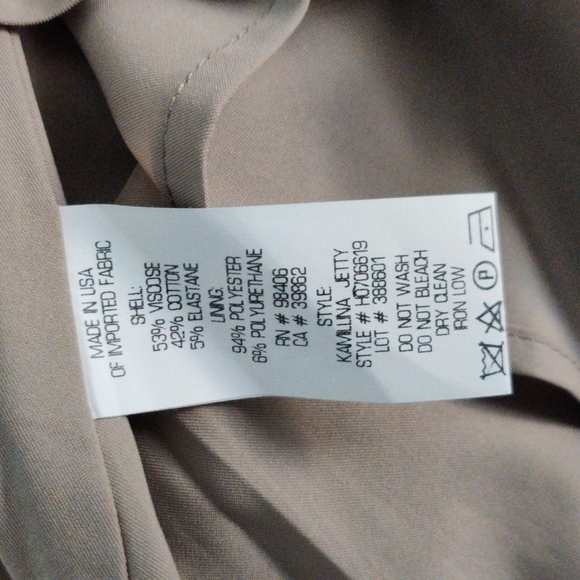 MADE IN USA
OF IMPORTED FABRIC
SHELL:
53% VISCOSE
42% COTTON
5% ELASTANE
LINING:
94% POLYESTER
6% POLYURETHANE
RN # 98406
CA # 39862
STYLE:
KAMILLINA JETTY
STYLE # H0706619
LOT # 388601
DO NOT WASH
DO NOT BLEACH
DRY CLEAN
IRON LOW
P